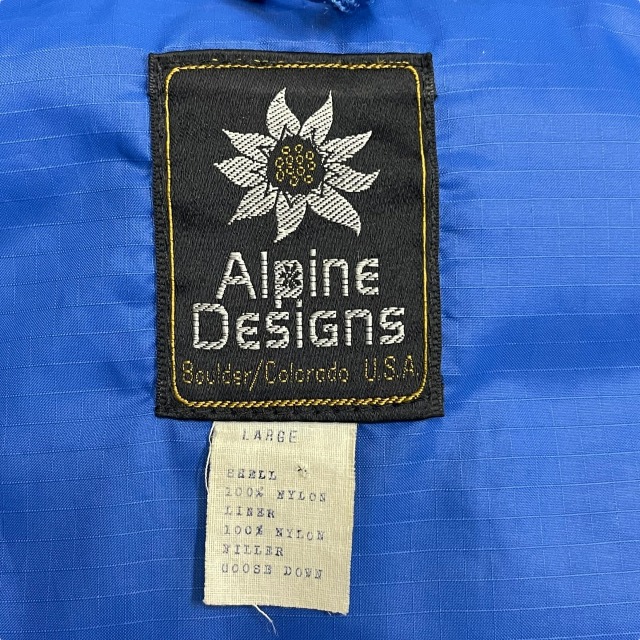 Alpine
Designs
Boulder/Colorado U.S.A.
LARGE
SHELL
100% NYLON
LINER
100% NYLON
FILLER
GOOSE DOWN